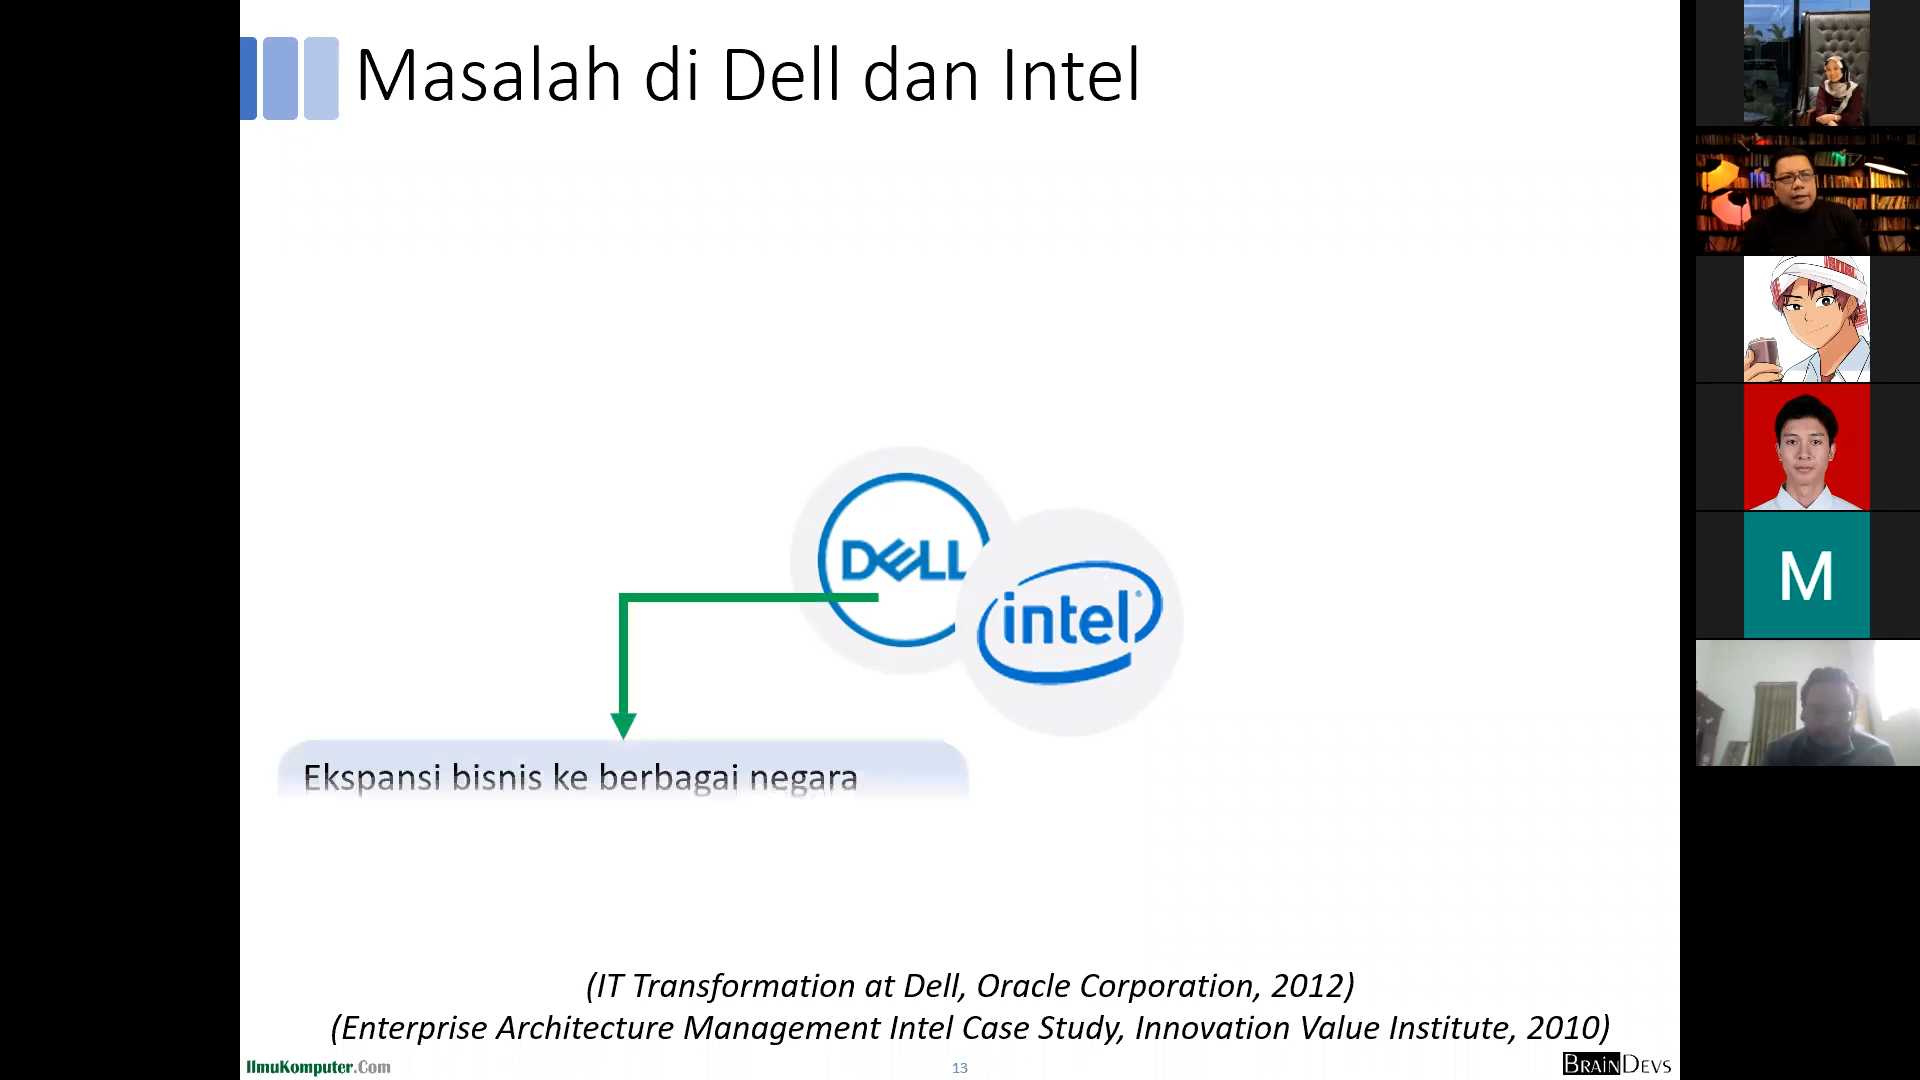 Masalah di Dell dan Intel
DELL
intel
Ekspansi bisnis ke berbagai negara
(IT Transformation at Dell, Oracle Corporation, 2012)
(Enterprise Architecture Management Intel Case Study, Innovation Value Institute, 2010)
IlmuKomputer.Com
13
BRAINDEVS
M